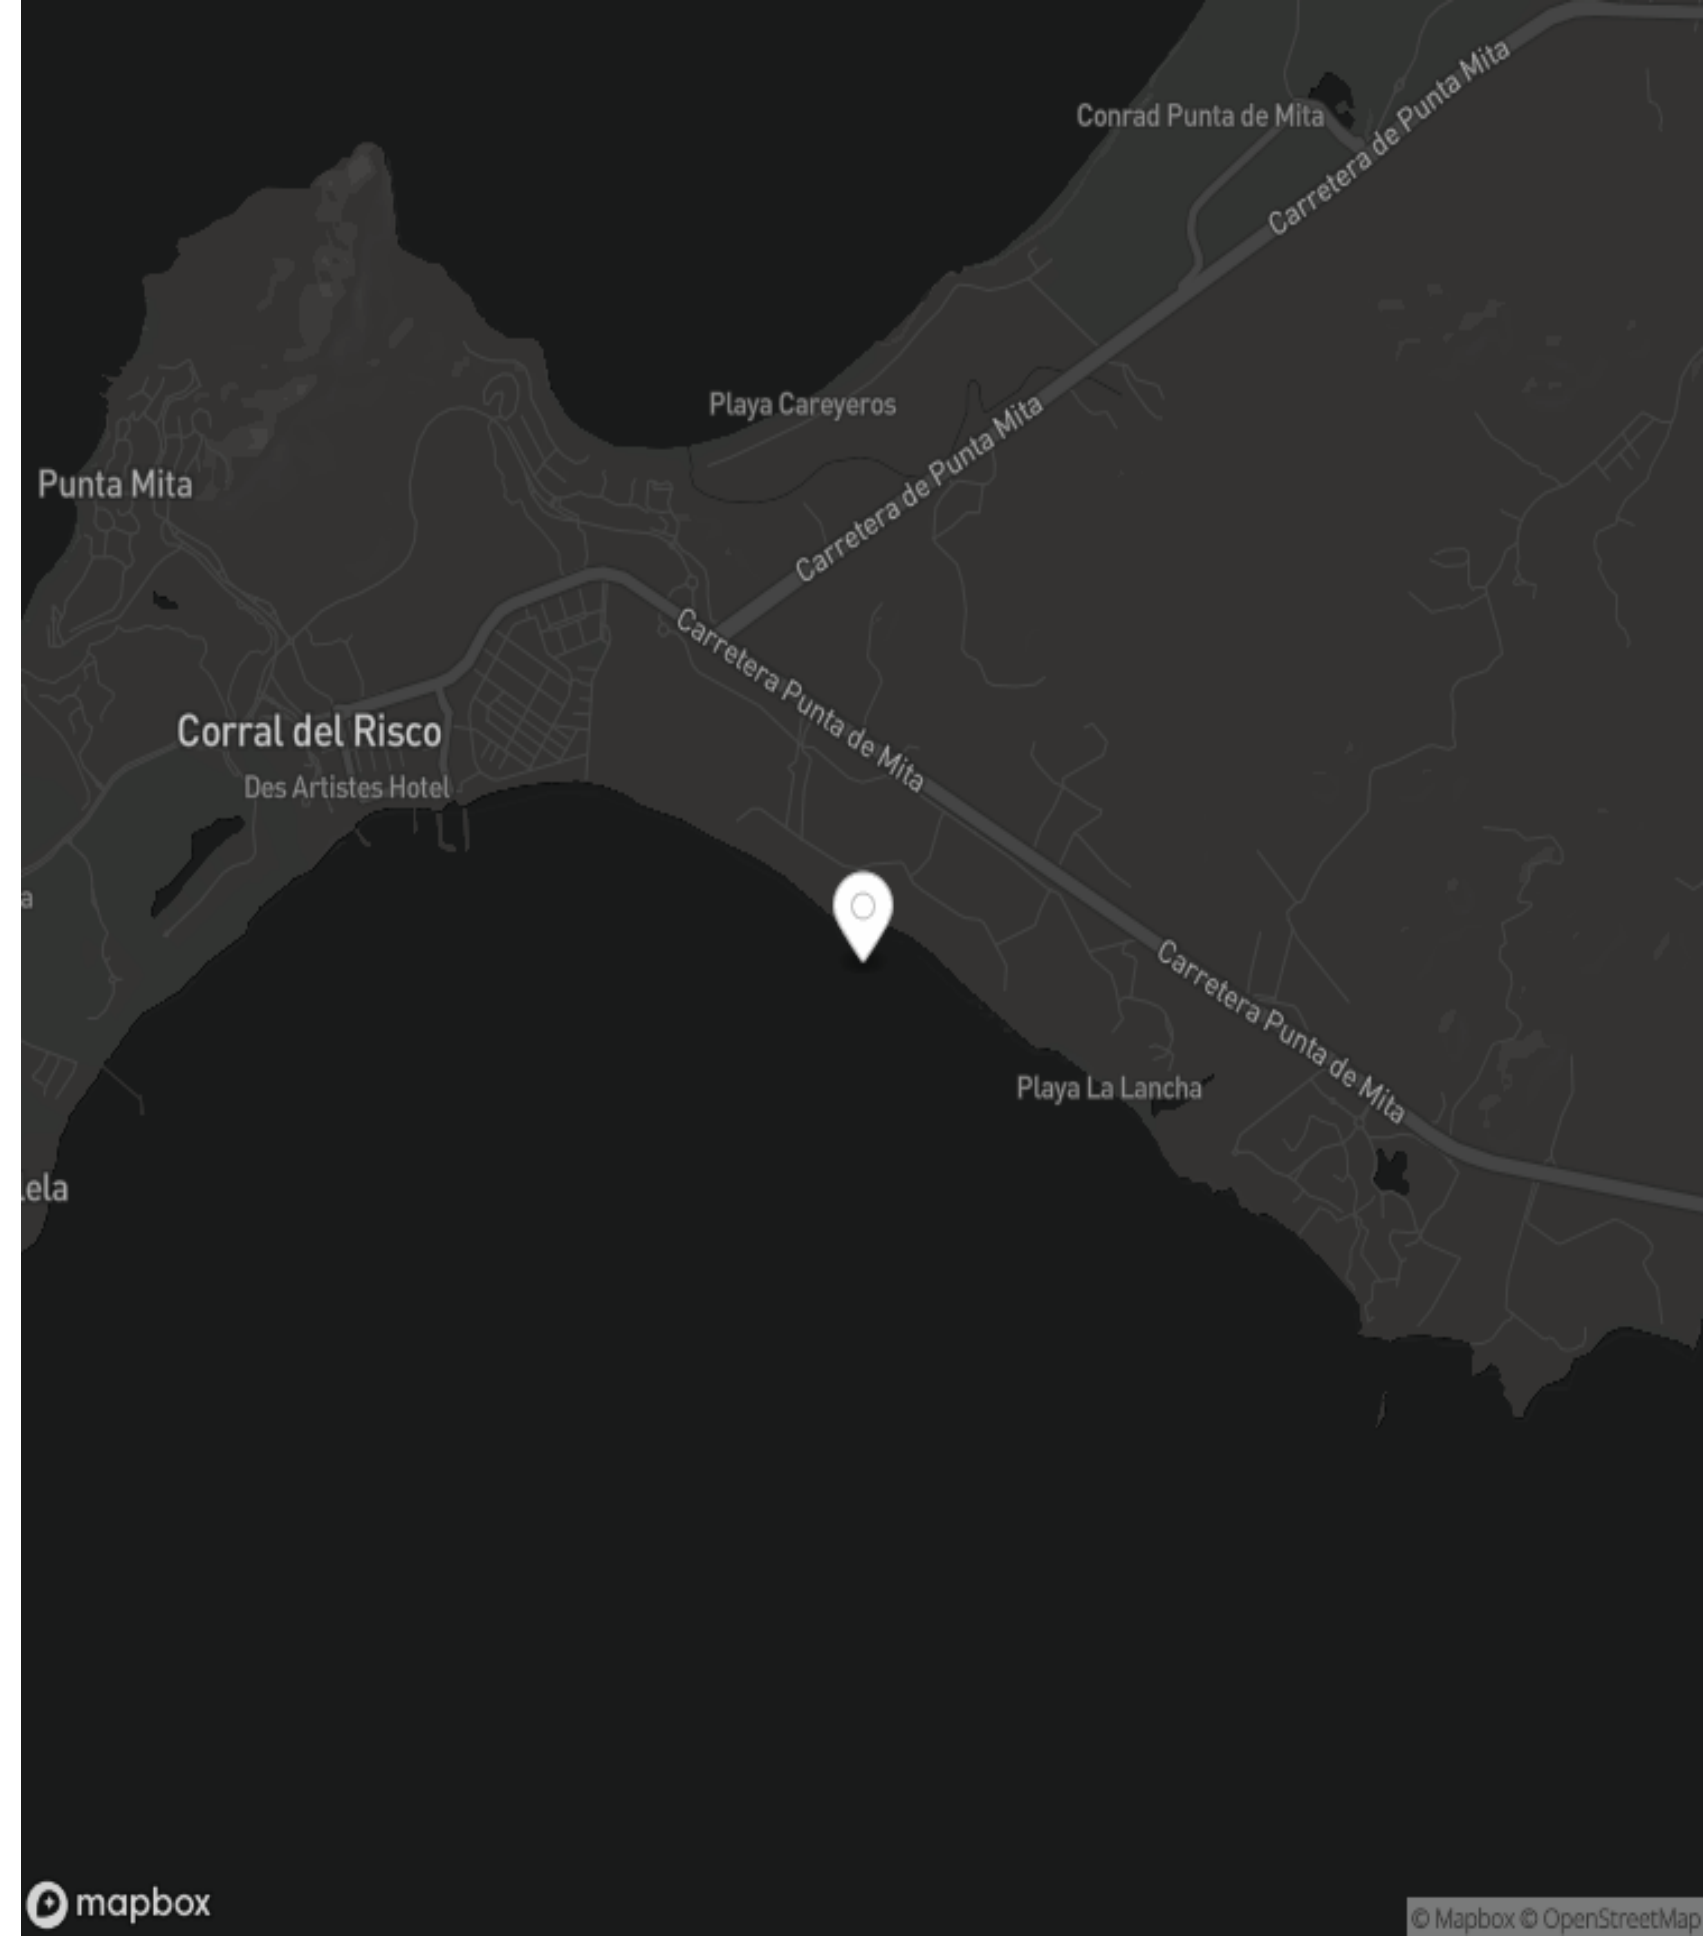 Conrad Punta de Mita
Carretera de Punta Mita
Playa Careyeros
Carretera de Punta Mita
Punta Mita
Carretera Punta de Mita
Corral del Risco
Des Artistes Hotel
a
Carretera Punta de Mita
Playa La Lancha
lela
mapbox
© Mapbox © OpenStreetMap